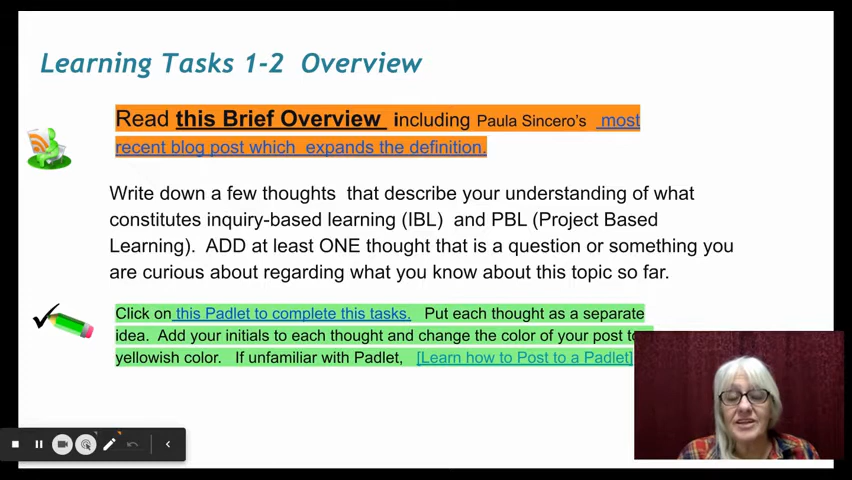 Learning Tasks 1-2 Overview
Read this Brief Overview including Paula Sincero's most
recent blog post which expands the definition.
Write down a few thoughts that describe your understanding of what
constitutes inquiry-based learning (IBL) and PBL (Project Based
Learning). ADD at least ONE thought that is a question or something you
are curious about regarding what you know about this topic so far.
Click on this Padlet to complete this tasks. Put each thought as a separate
idea. Add your initials to each thought and change the color of your post to
yellowish color. If unfamiliar with Padlet, [Learn how to Post to a Padlet]